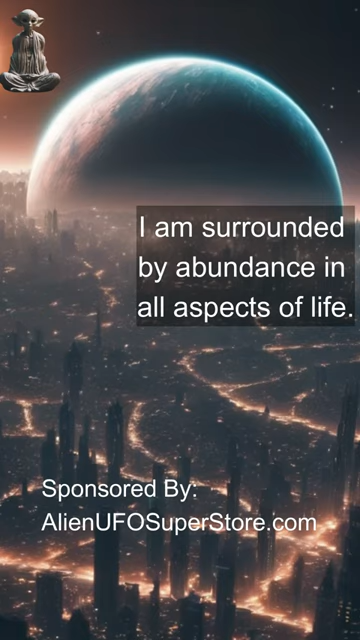 I am surrounded
by abundance in
all aspects of life.
Sponsored By:
AlienUFOSuperStore.com